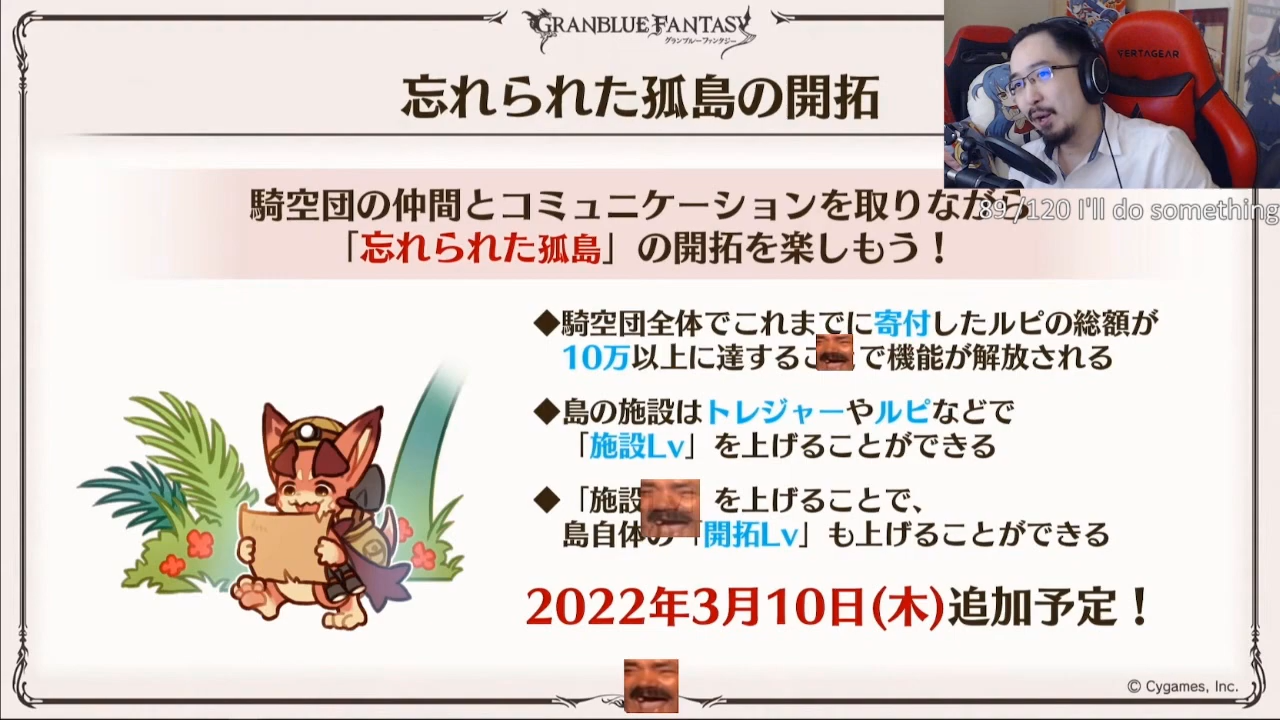 GRANBLUE FANTASY
グランブルーファンタジー
忘れられた孤島の開拓
VERTAGEAR
騎空団の仲間とコミュニケーションを取りながら
89 /120 I'll do something
「忘れられた孤島」の開拓を楽しもう！
◆騎空団全体でこれまでに寄付したルピの総額が
10万以上に達するこ で機能が解放される
◆島の施設はトレジャーやルピなどで
「施設Lv」を上げることができる
◆「施設 を上げることで、
島自体の「開拓Lv」も上げることができる
2022年3月10日(木)追加予定！
© Cygames, Inc.